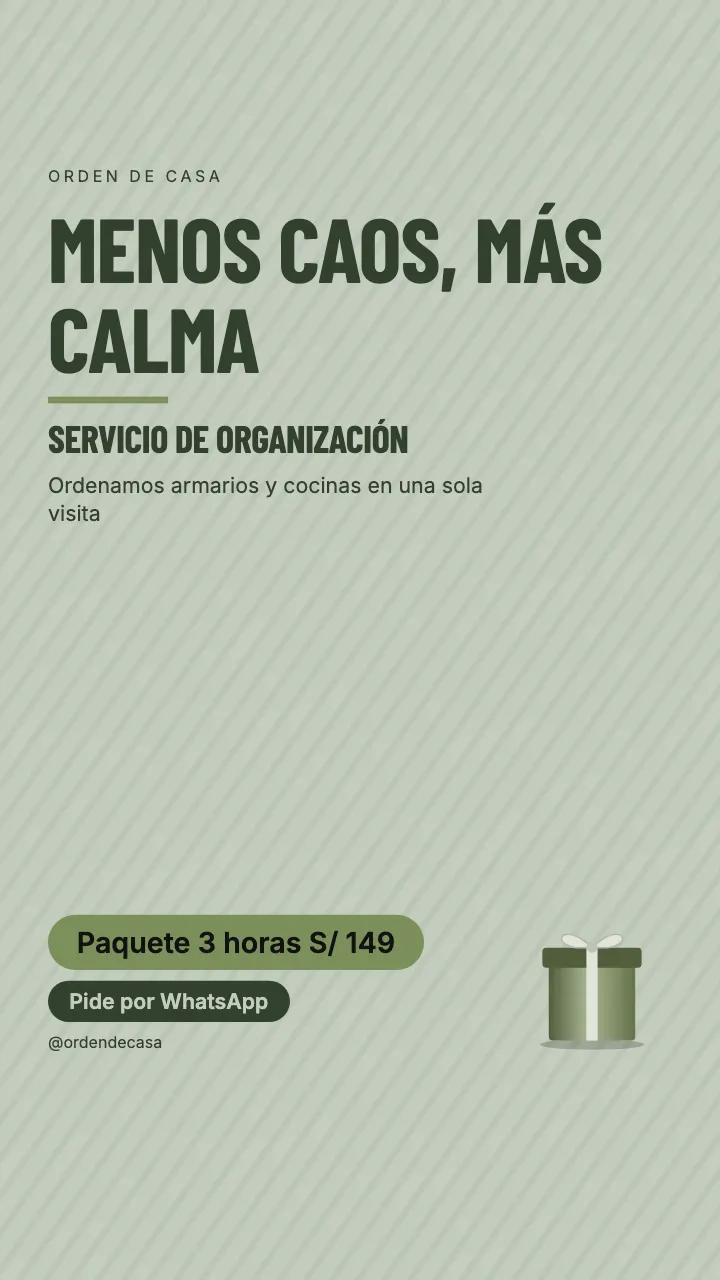 ORDEN DE CASA
MENOS CAOS, MÁS
CALMA
SERVICIO DE ORGANIZACIÓN
Ordenamos armarios y cocinas en una sola
visita
Paquete 3 horas S/ 149
Pide por WhatsApp
@ordendecasa